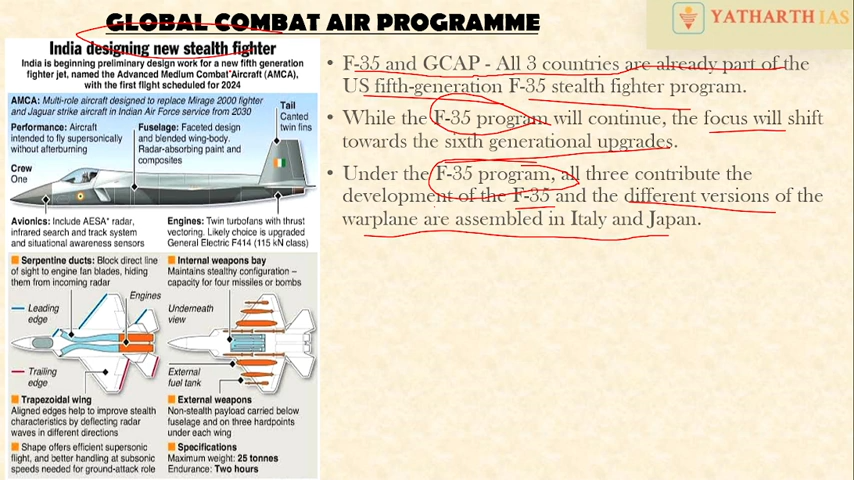 GLOBAL COMBAT AIR PROGRAMME
YATHARTH IAS
India designing new stealth fighter
India is beginning preliminary design work for a new fifth generation
fighter jet, named the Advanced Medium Combat Aircraft (AMCA),
with the first flight scheduled for 2024
AMCA: Multi-role aircraft designed to replace Mirage 2000 fighter
and Jaguar strike aircraft in Indian Air Force service from 2030
Tail
Canted
twin fins
Performance: Aircraft
intended to fly supersonically
without afterburning
Fuselage: Faceted design
and blended wing-body.
Radar-absorbing paint and
composites
Crew
One
Avionics: Include AESA* radar,
infrared search and track system
and situational awareness sensors
Engines: Twin turbofans with thrust
vectoring. Likely choice is upgraded
General Electric F414 (115 kN class)
Serpentine ducts: Block direct line
of sight to engine fan blades, hiding
them from incoming radar
Internal weapons bay
Maintains stealthy configuration –
capacity for four missiles or bombs
Engines
Leading
edge
Underneath
view
Trailing
edge
External
fuel tank
Trapezoidal wing
Aligned edges help to improve stealth
characteristics by deflecting radar
waves in different directions
External weapons
Non-stealth payload carried below
fuselage and on three hardpoints
under each wing
Shape offers efficient supersonic
flight, and better handling at subsonic
speeds needed for ground-attack role
Specifications
Maximum weight: 25 tonnes
Endurance: Two hours
• F-35 and GCAP - All 3 countries are already part of the
US fifth-generation F-35 stealth fighter program.
• While the F-35 program will continue, the focus will shift
towards the sixth generational upgrades.
• Under the F-35 program, all three contribute the
development of the F-35 and the different versions of the
warplane are assembled in Italy and Japan.